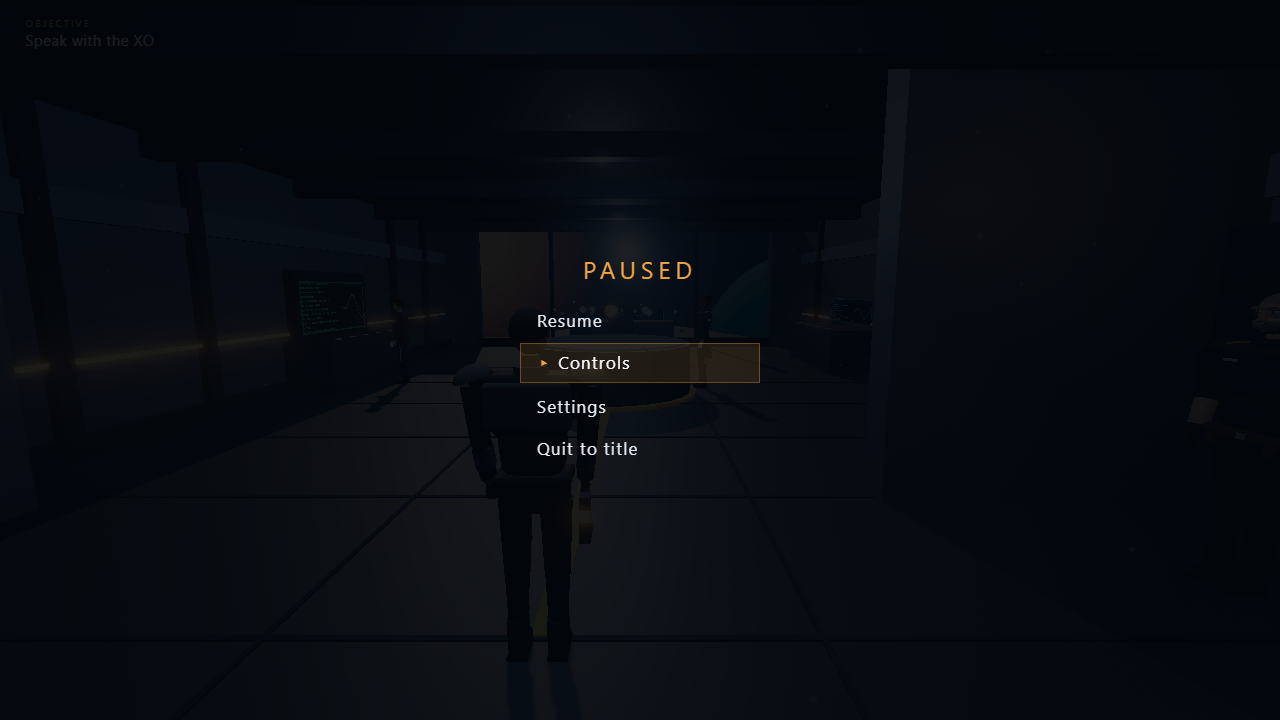 OBJECTIVE
Speak with the XO
PAUSED
Resume
► Controls
Settings
Quit to title